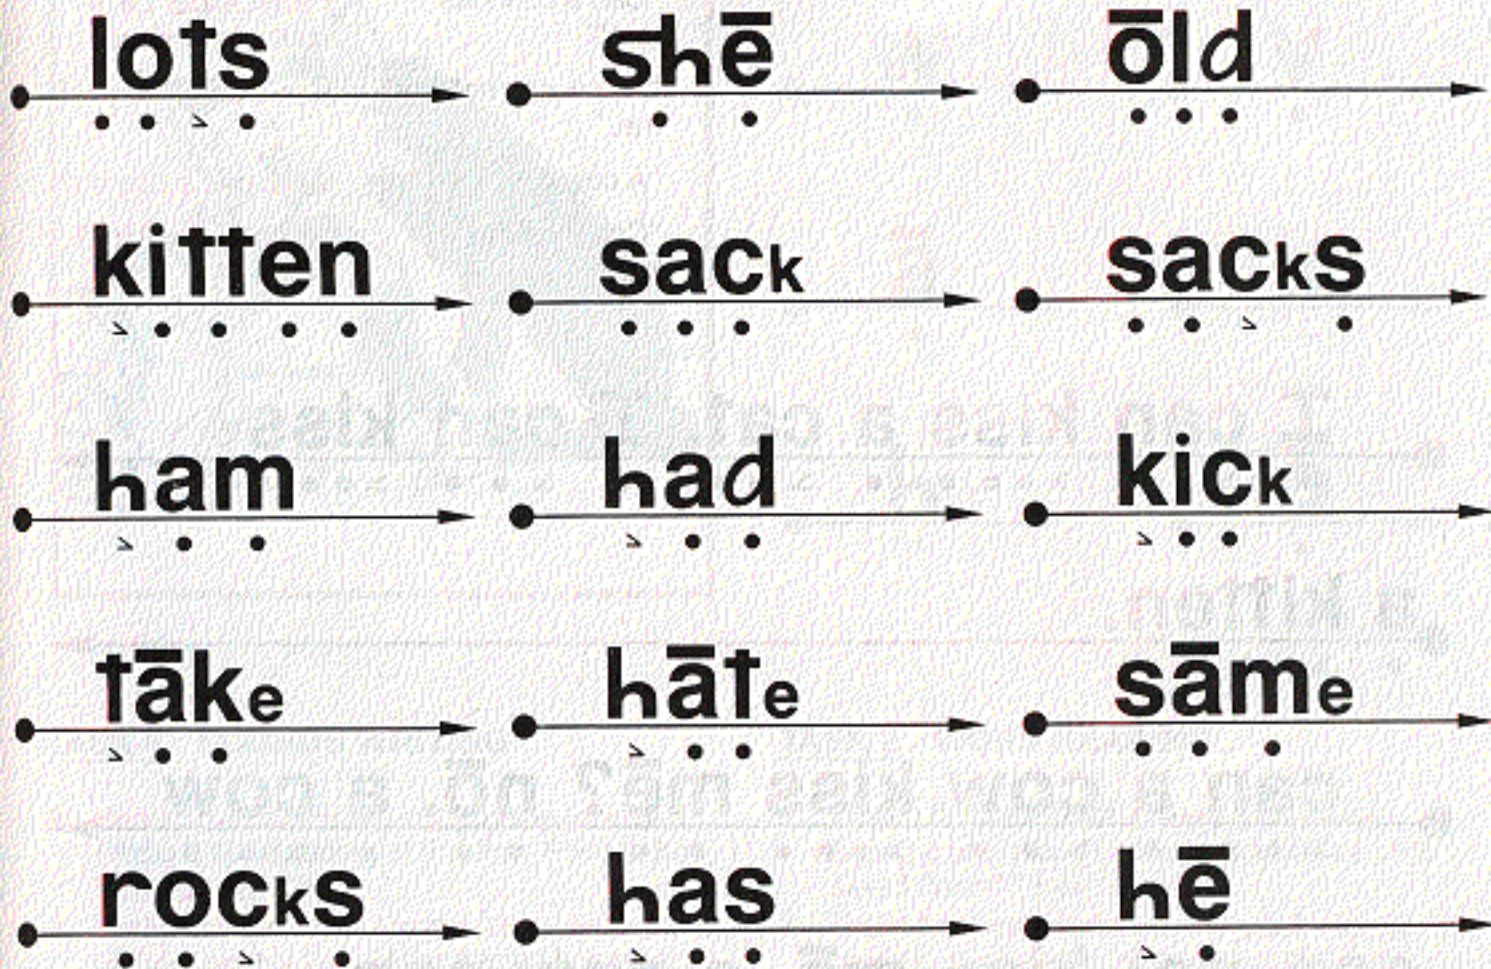 lots shē ōld
kitten sack sacks
ham had kick
tāke hāte sāme
rocks has hē